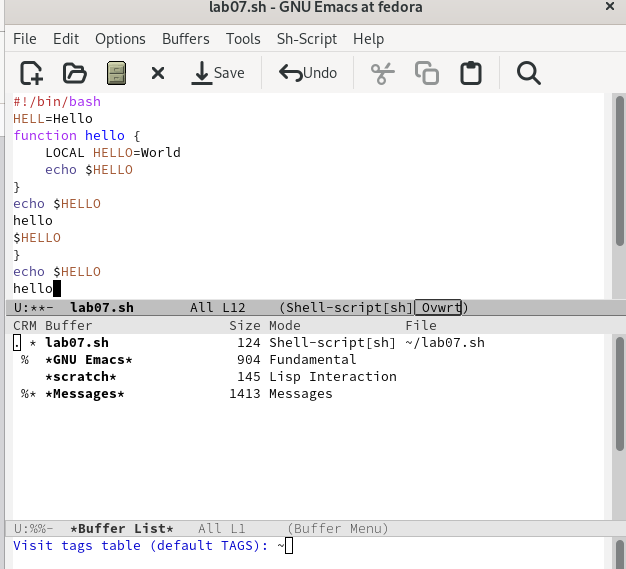 lab07.sh - GNU Emacs at fedora
File Edit Options Buffers Tools Sh-Script Help
Save Undo
#!/bin/bash
HELL=Hello
function hello {
    LOCAL HELLO=World
    echo $HELLO
}
echo $HELLO
hello
$HELLO
}
echo $HELLO
hello
U:**-  lab07.sh       All L12    (Shell-script[sh] Ovwrt)
CRM Buffer                 Size Mode             File
. * lab07.sh                124 Shell-script[sh] ~/lab07.sh
 %  *GNU Emacs*             904 Fundamental
    *scratch*               145 Lisp Interaction
 %* *Messages*             1413 Messages
U:%%-  *Buffer List*   All L1     (Buffer Menu)
Visit tags table (default TAGS): ~